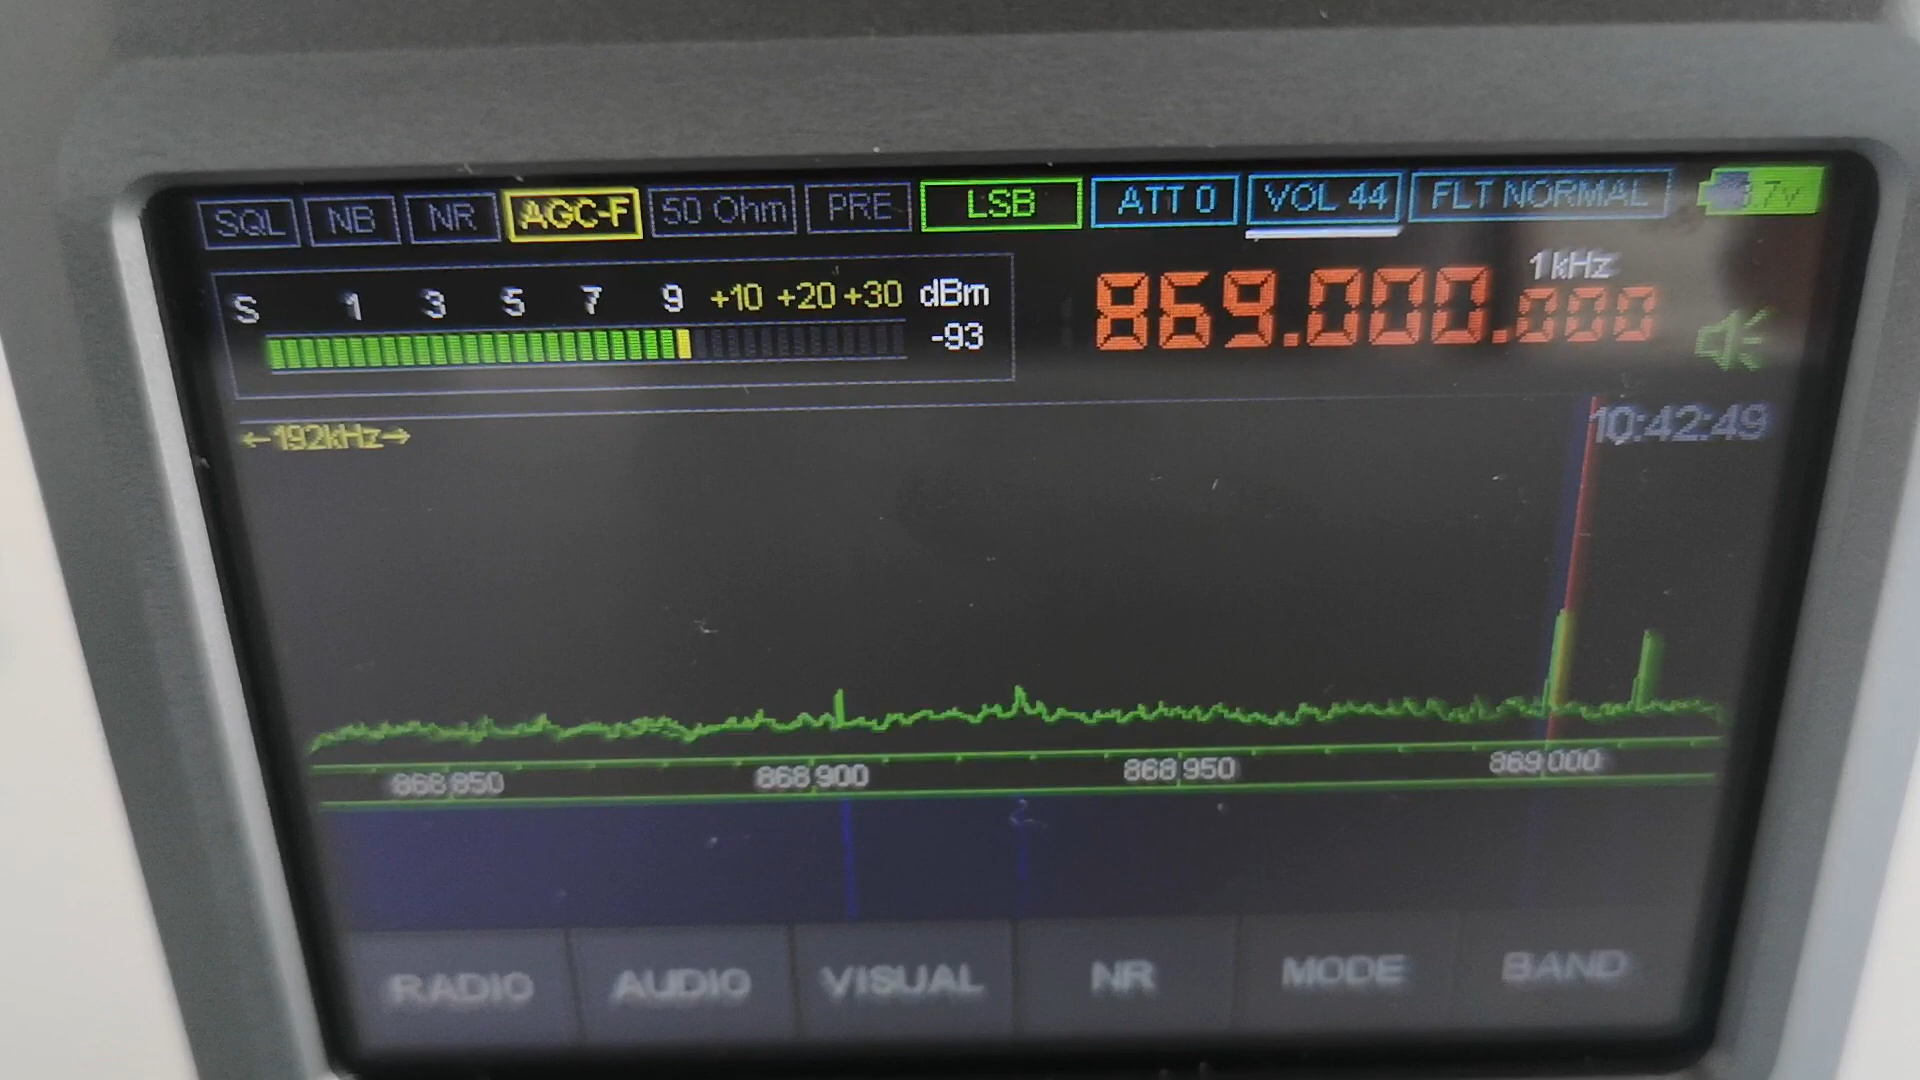 SQL NB NR AGC-F 50 Ohm PRE LSB ATT 0 VOL 44 FLT NORMAL
S 1 3 5 7 9 +10 +20 +30 dBm
-93
1kHz
869.000.000
←192kHz→
10:42:49
868 850 868 900 868 950 869 000
RADIO AUDIO VISUAL NR MODE BAND